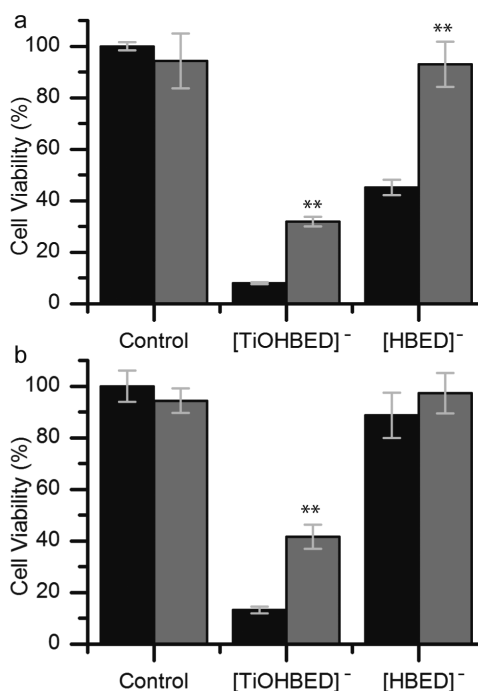 a
Cell Viability (%)
100
80
60
40
20
0
**
**
Control [TiOHBED]⁻ [HBED]⁻
b
Cell Viability (%)
100
80
60
40
20
0
**
Control [TiOHBED]⁻ [HBED]⁻